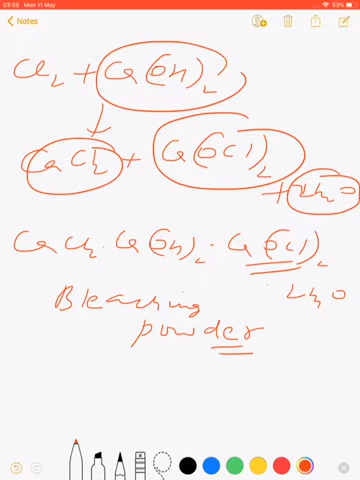 03:55 Mon 11 May 53%
Notes
Cl₂ + Ca(OH)₂
↓
CaCl₂ + Ca(OCl)₂
+ 2H₂O
CaCl₂ · Ca(OH)₂ · Ca(OCl)₂
2H₂O
Bleaching
powder